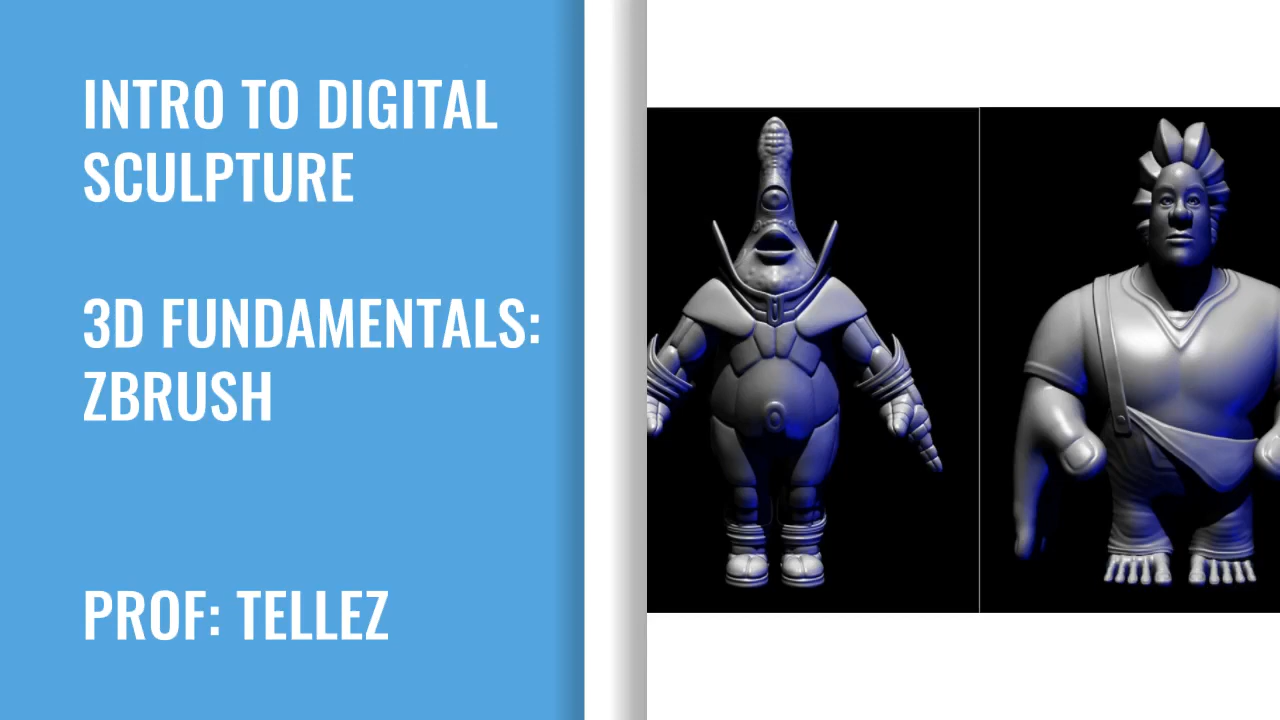 INTRO TO DIGITAL
SCULPTURE
3D FUNDAMENTALS:
ZBRUSH
PROF: TELLEZ